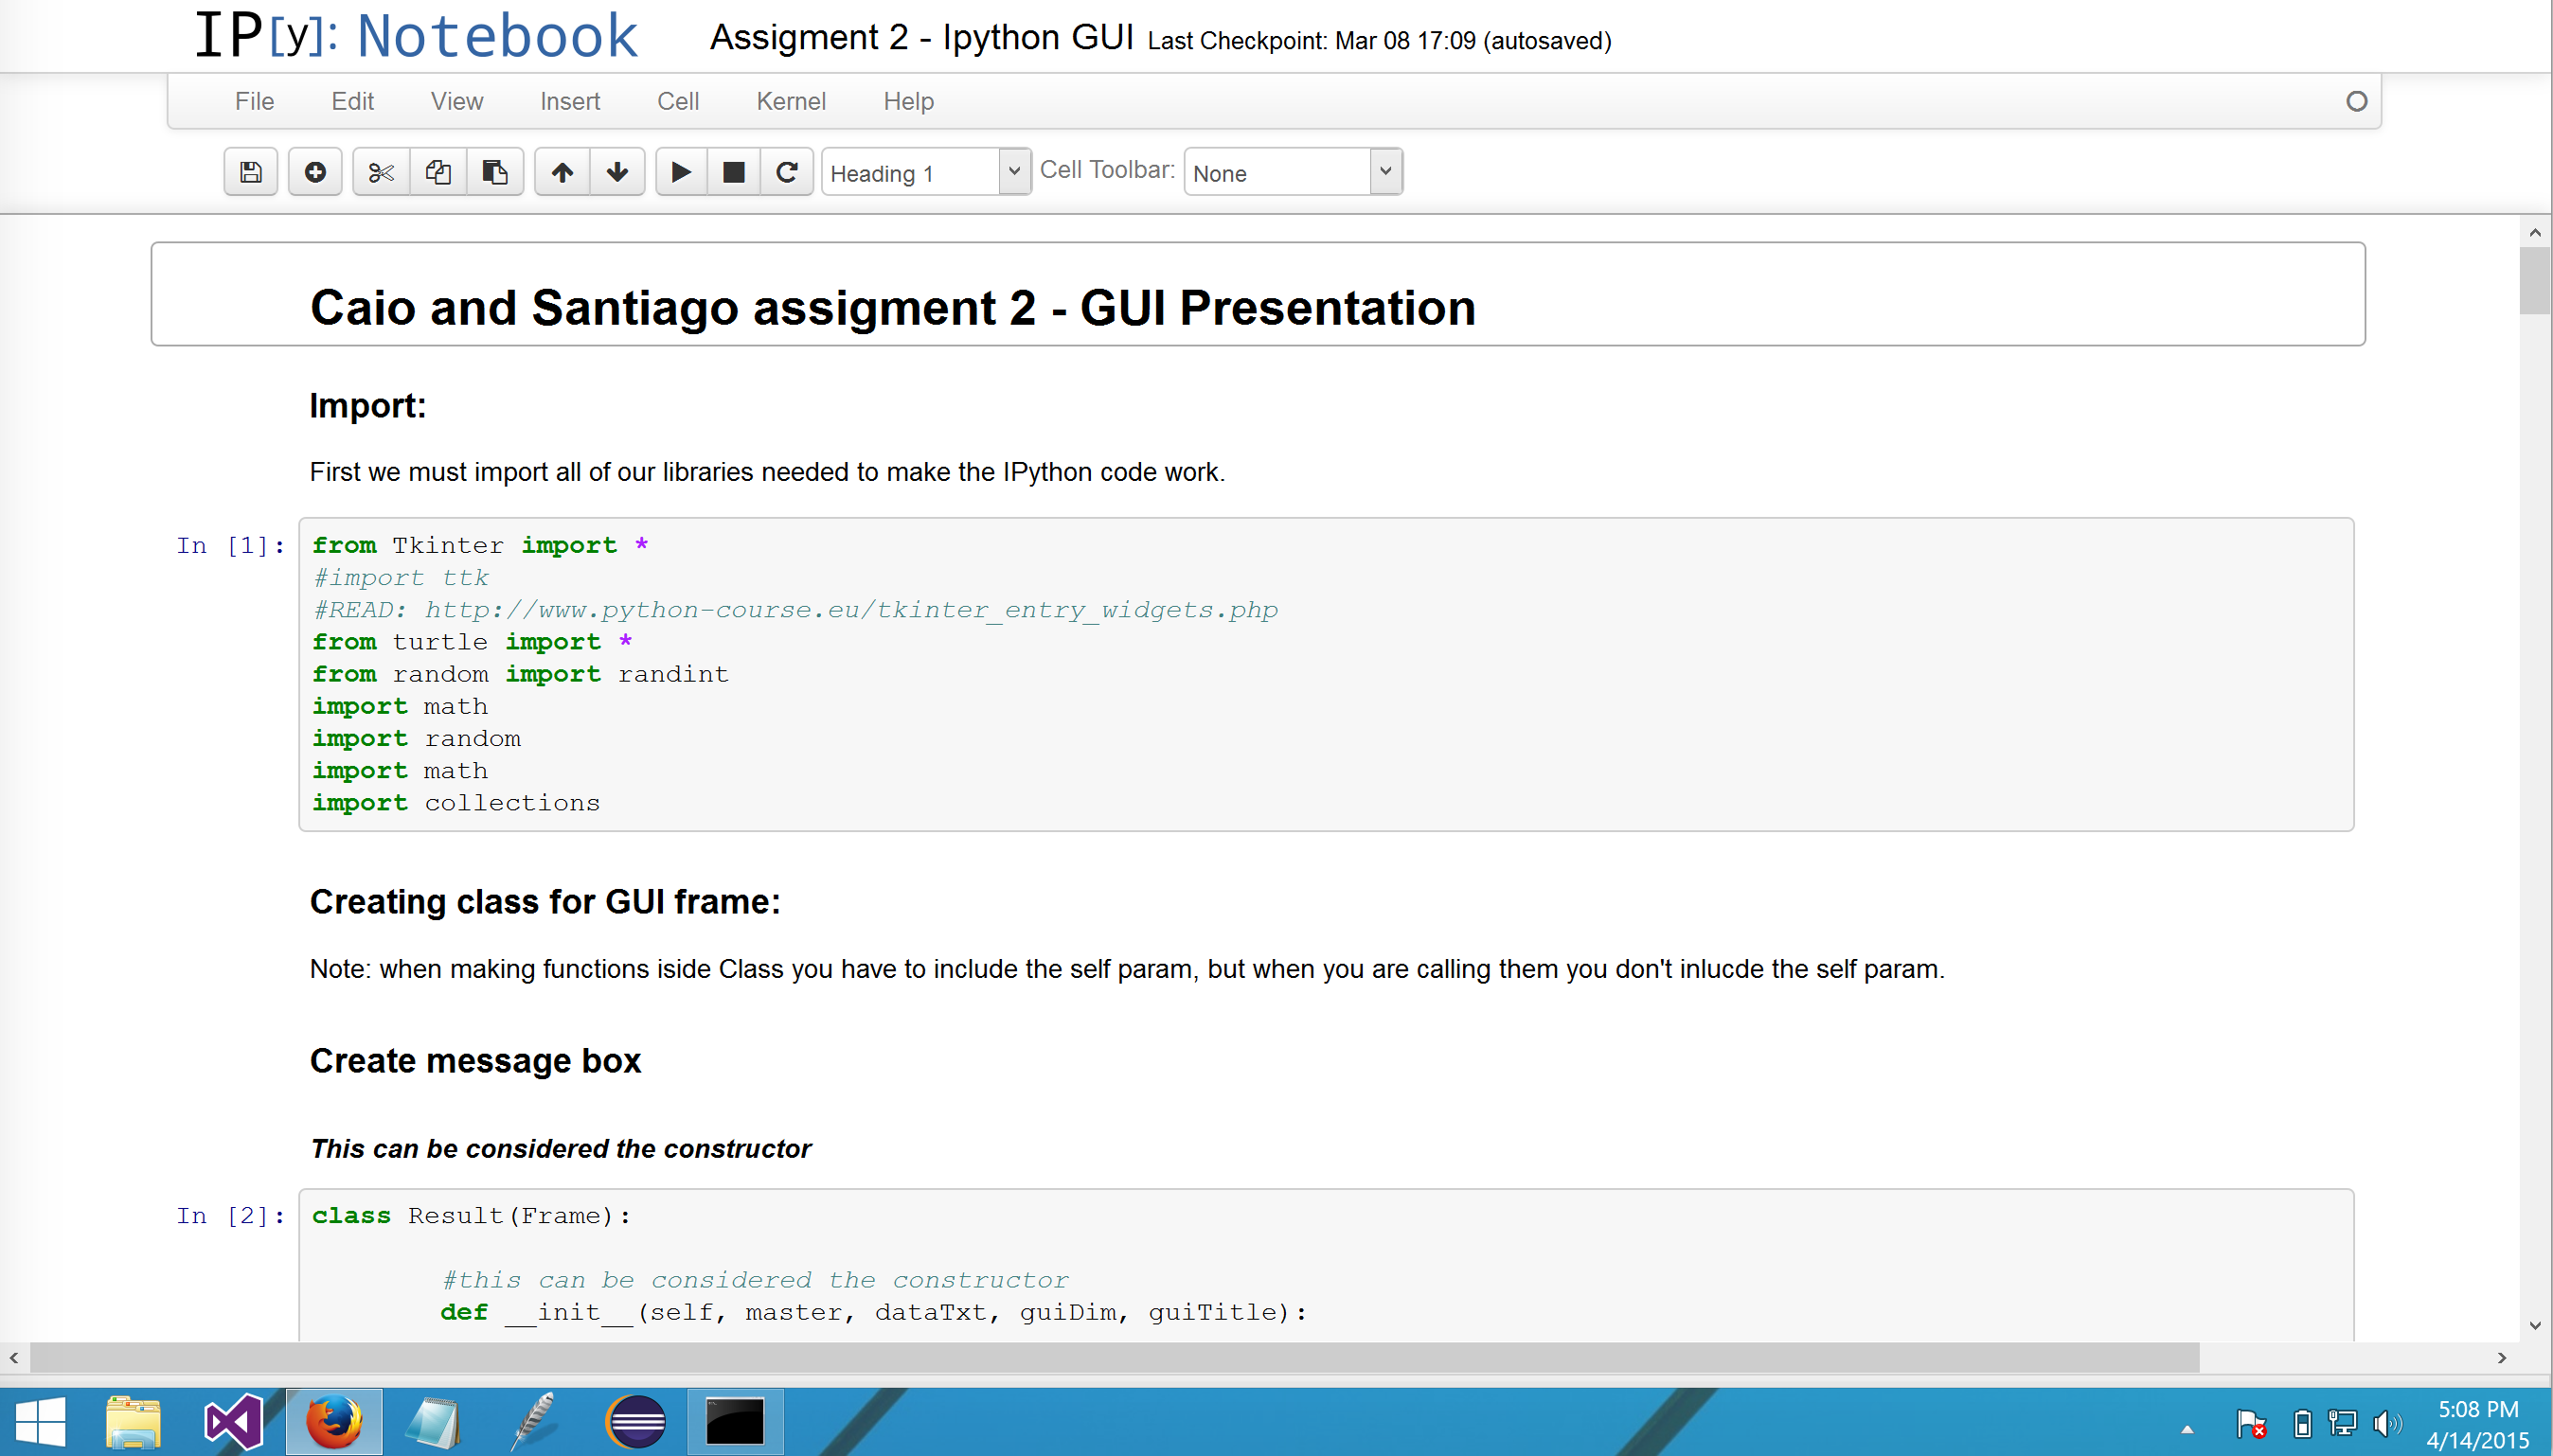 IP[y]: Notebook Assigment 2 - Ipython GUI Last Checkpoint: Mar 08 17:09 (autosaved)
File Edit View Insert Cell Kernel Help
Heading 1 Cell Toolbar: None
Caio and Santiago assigment 2 - GUI Presentation
Import:
First we must import all of our libraries needed to make the IPython code work.
In [1]: from Tkinter import *
#import ttk
#READ: http://www.python-course.eu/tkinter_entry_widgets.php
from turtle import *
from random import randint
import math
import random
import math
import collections
Creating class for GUI frame:
Note: when making functions iside Class you have to include the self param, but when you are calling them you don't inlucde the self param.
Create message box
This can be considered the constructor
In [2]: class Result(Frame):
#this can be considered the constructor
def __init__(self, master, dataTxt, guiDim, guiTitle):
5:08 PM
4/14/2015